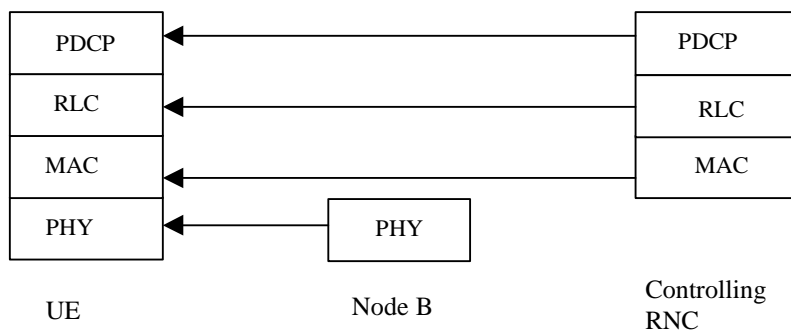 PDCP
PDCP
RLC
RLC
MAC
MAC
PHY
PHY
UE
Node B
Controlling
RNC